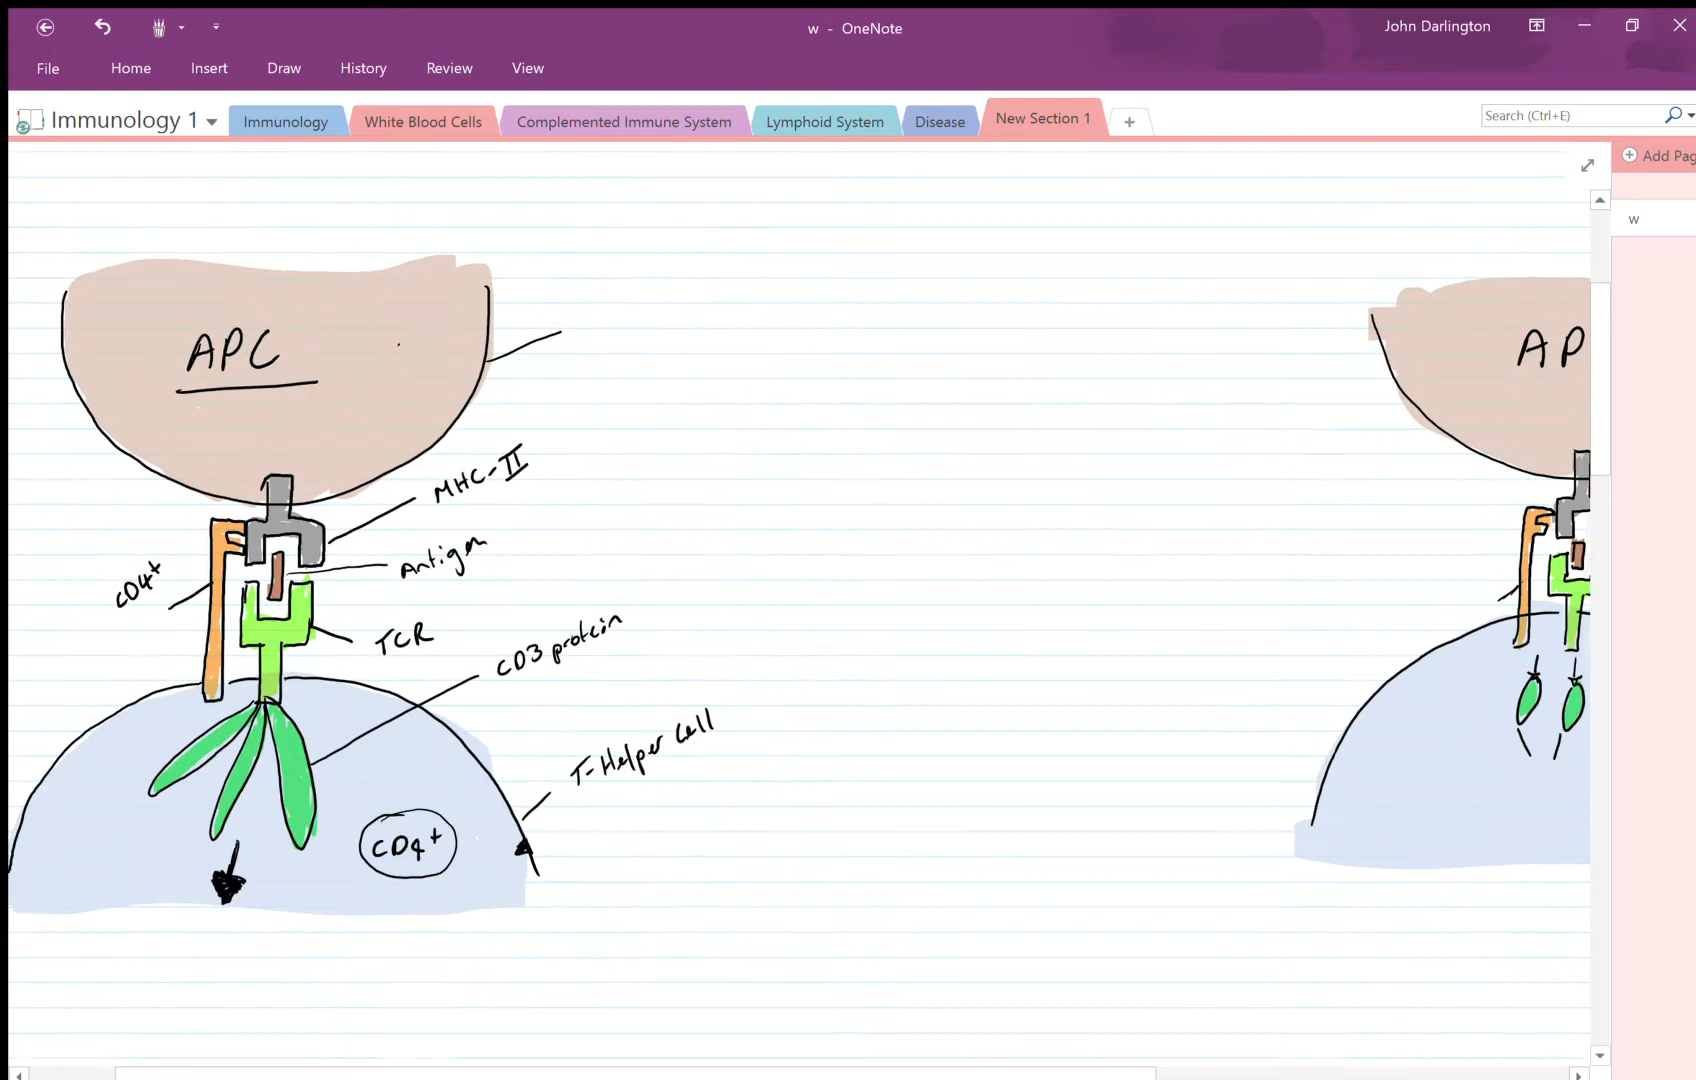 John Darlington
w - OneNote
File Home Insert Draw History Review View
Immunology 1 Immunology White Blood Cells Complemented Immune System Lymphoid System Disease New Section 1
Search (Ctrl+E)
Add Pag
w
APC
AP
MHC-II
Antigen
CD4+
TCR
CD3 protein
T-Helper Cell
CD4+